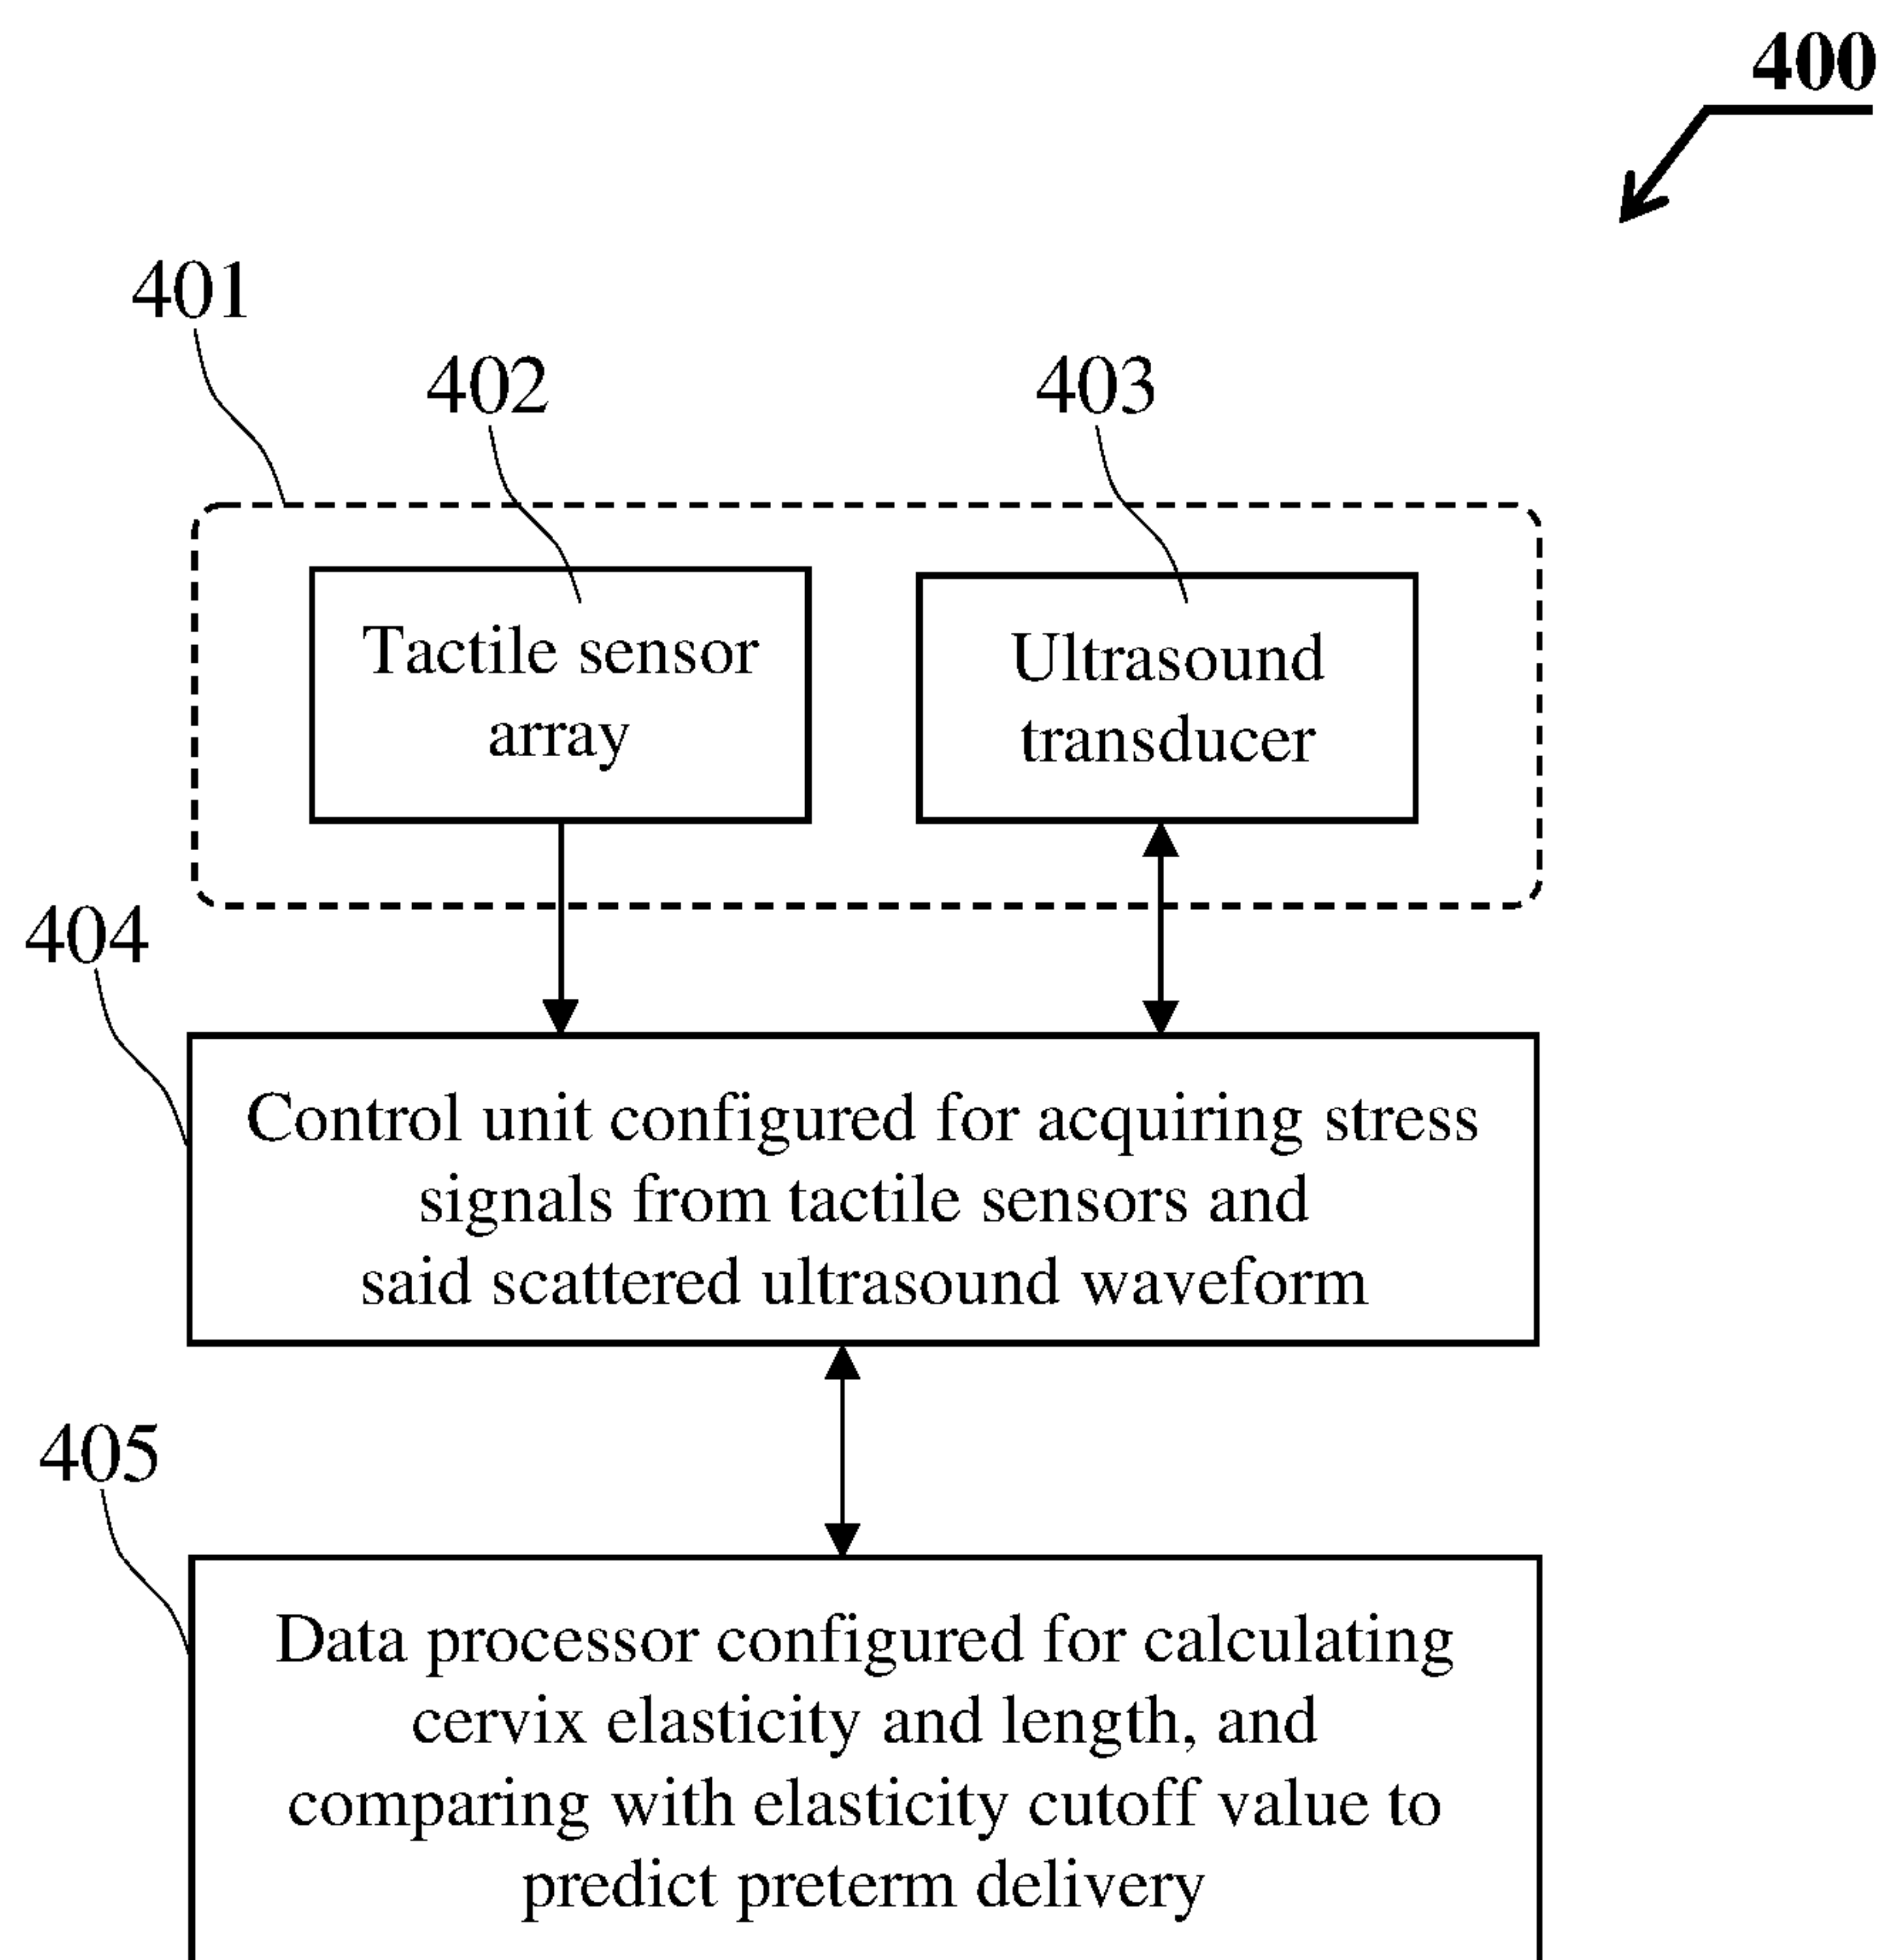 400
401
402
403
Tactile sensor
array
Ultrasound
transducer
404
Control unit configured for acquiring stress
signals from tactile sensors and
said scattered ultrasound waveform
405
Data processor configured for calculating
cervix elasticity and length, and
comparing with elasticity cutoff value to
predict preterm delivery